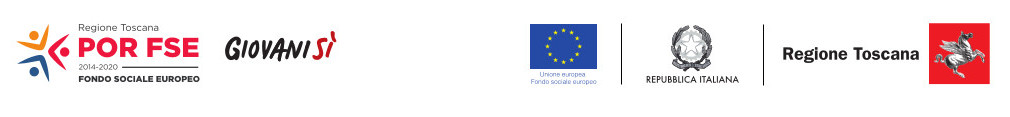 Regione Toscana
POR FSE
2014-2020
FONDO SOCIALE EUROPEO
GIOVANISÌ
Unione europea
Fondo sociale europeo
REPUBBLICA ITALIANA
Regione Toscana